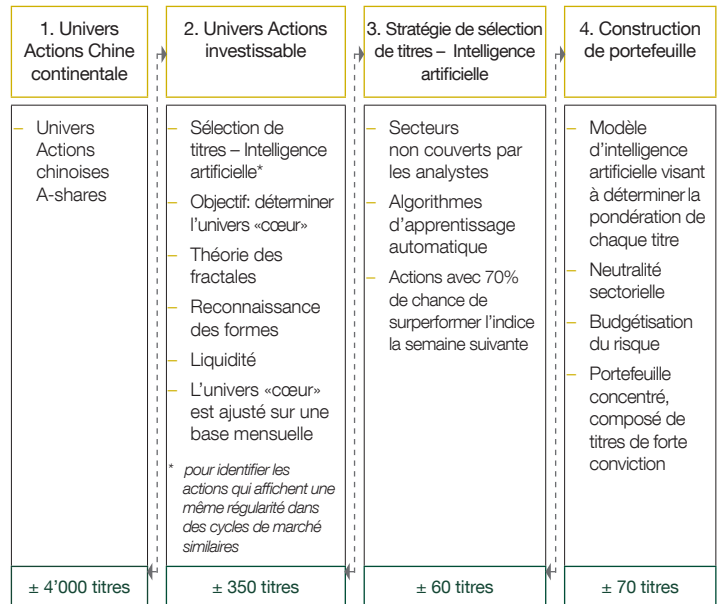 1. Univers
Actions Chine
continentale
– Univers
Actions
chinoises
A-shares
± 4’000 titres
2. Univers Actions
investissable
– Sélection de
titres – Intelligence
artificielle*
– Objectif: déterminer
l’univers «cœur»
– Théorie des
fractales
– Reconnaissance
des formes
– Liquidité
– L’univers «cœur»
est ajusté sur une
base mensuelle
* pour identifier les
actions qui affichent une
même régularité dans
des cycles de marché
similaires
± 350 titres
3. Stratégie de sélection
de titres – Intelligence
artificielle
– Secteurs
non couverts par
les analystes
– Algorithmes
d’apprentissage
automatique
– Actions avec 70%
de chance de
surperformer l’indice
la semaine suivante
± 60 titres
4. Construction
de portefeuille
– Modèle
d’intelligence
artificielle visant
à déterminer la
pondération de
chaque titre
– Neutralité
sectorielle
– Budgétisation
du risque
– Portefeuille
concentré,
composé de
titres de forte
conviction
± 70 titres